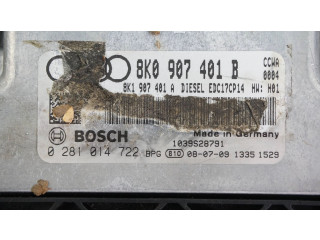 8K0 907 401 B
CCWA
0004
8K1 907 401 A DIESEL EDC17CP14 HW: H01
BOSCH
Made in Germany
1039S28791
0 281 014 722 BPG 810 08-07-09 1335 1529